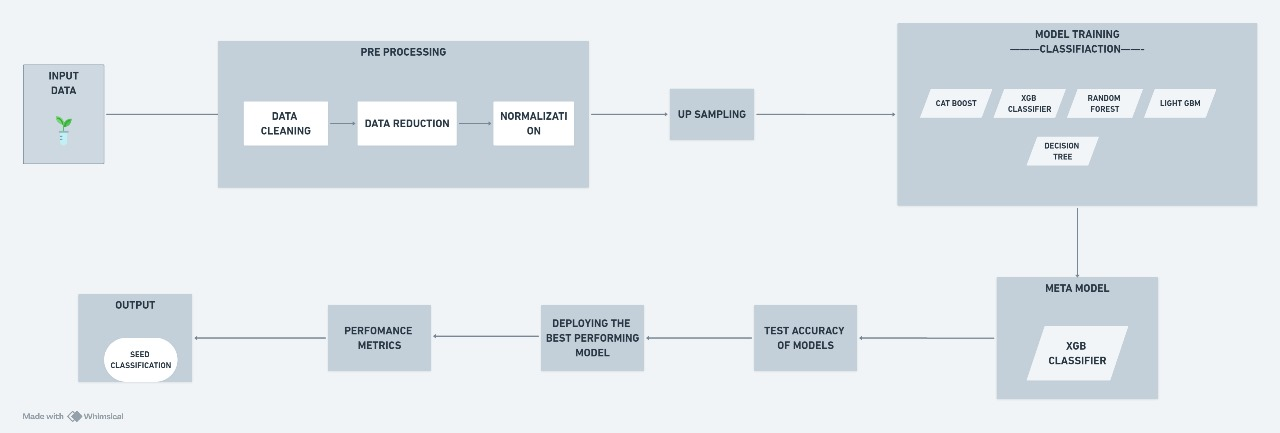 INPUT
DATA
PRE PROCESSING
DATA
CLEANING
DATA REDUCTION
NORMALIZATI
ON
UP SAMPLING
MODEL TRAINING
———CLASSIFIACTION——-
CAT BOOST
XGB
CLASSIFIER
RANDOM
FOREST
LIGHT GBM
DECISION
TREE
META MODEL
XGB
CLASSIFIER
TEST ACCURACY
OF MODELS
DEPLOYING THE
BEST PERFORMING
MODEL
PERFOMANCE
METRICS
OUTPUT
SEED
CLASSIFICATION
Made with Whimsical